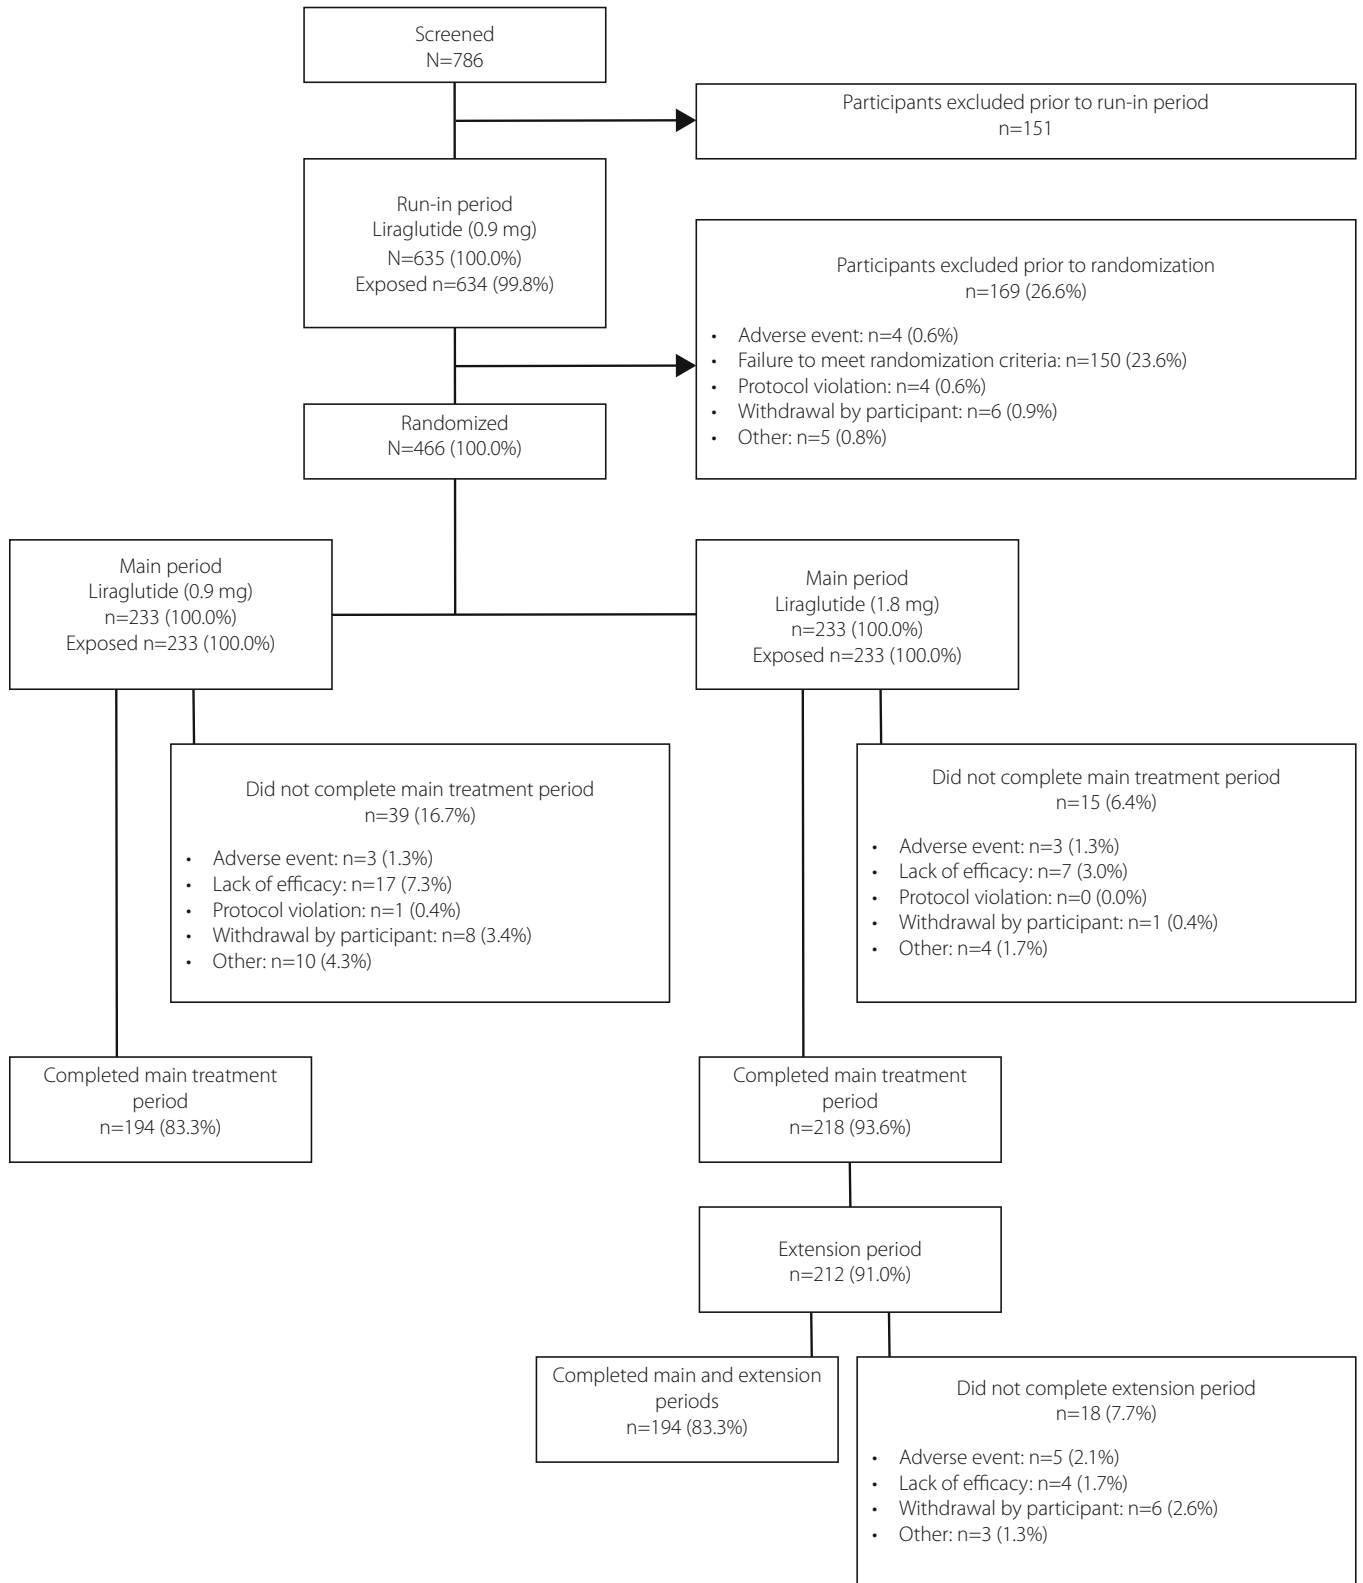 Screened
N=786
Participants excluded prior to run-in period
n=151
Run-in period
Liraglutide (0.9 mg)
N=635 (100.0%)
Exposed n=634 (99.8%)
Participants excluded prior to randomization
n=169 (26.6%)
• Adverse event: n=4 (0.6%)
• Failure to meet randomization criteria: n=150 (23.6%)
• Protocol violation: n=4 (0.6%)
• Withdrawal by participant: n=6 (0.9%)
• Other: n=5 (0.8%)
Randomized
N=466 (100.0%)
Main period
Liraglutide (0.9 mg)
n=233 (100.0%)
Exposed n=233 (100.0%)
Main period
Liraglutide (1.8 mg)
n=233 (100.0%)
Exposed n=233 (100.0%)
Did not complete main treatment period
n=39 (16.7%)
• Adverse event: n=3 (1.3%)
• Lack of efficacy: n=17 (7.3%)
• Protocol violation: n=1 (0.4%)
• Withdrawal by participant: n=8 (3.4%)
• Other: n=10 (4.3%)
Did not complete main treatment period
n=15 (6.4%)
• Adverse event: n=3 (1.3%)
• Lack of efficacy: n=7 (3.0%)
• Protocol violation: n=0 (0.0%)
• Withdrawal by participant: n=1 (0.4%)
• Other: n=4 (1.7%)
Completed main treatment
period
n=194 (83.3%)
Completed main treatment
period
n=218 (93.6%)
Extension period
n=212 (91.0%)
Completed main and extension
periods
n=194 (83.3%)
Did not complete extension period
n=18 (7.7%)
• Adverse event: n=5 (2.1%)
• Lack of efficacy: n=4 (1.7%)
• Withdrawal by participant: n=6 (2.6%)
• Other: n=3 (1.3%)